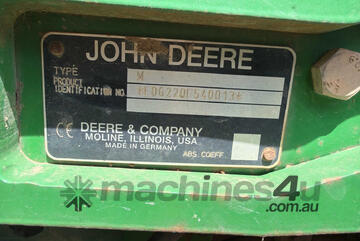 JOHN DEERE
TYPE M
PRODUCT
IDENTIFICATION NO.
DEERE & COMPANY
MOLINE, ILLINOIS, USA
CE MADE IN GERMANY
ABS. COEFF.
machines4u
.com.au